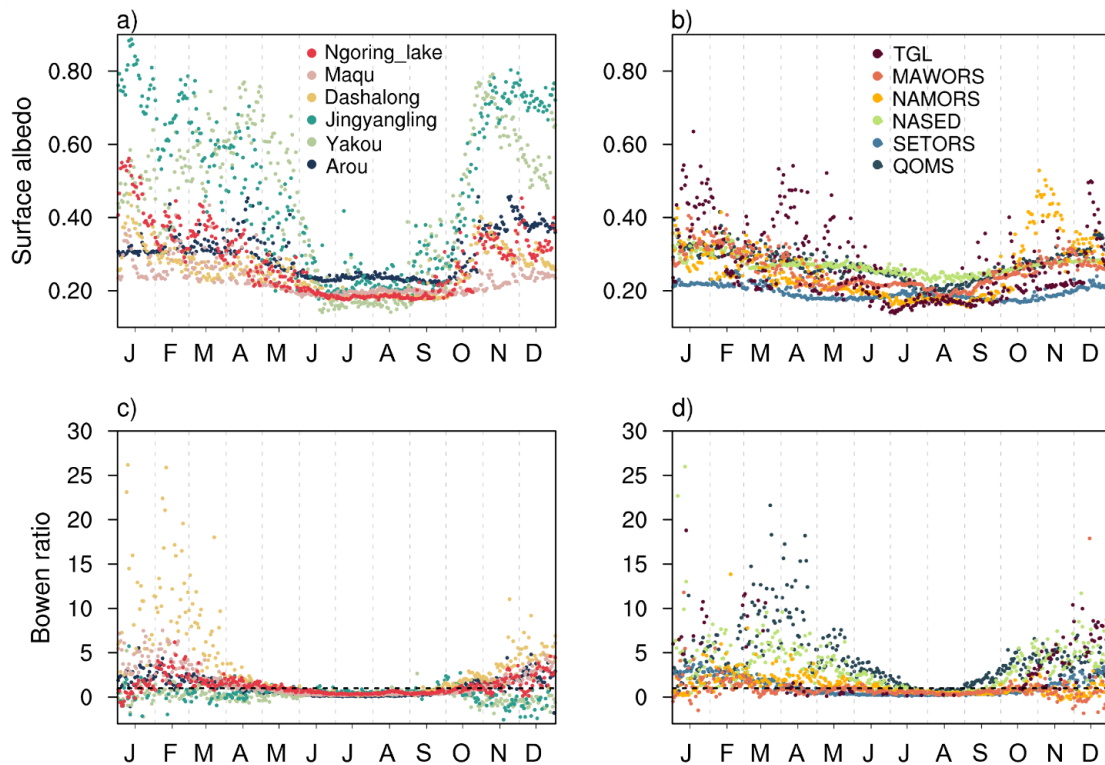 a)
Surface albedo
0.80
0.60
0.40
0.20
Ngoring_lake
Maqu
Dashalong
Jingyangling
Yakou
Arou
J F M A M J J A S O N D
b)
0.80
0.60
0.40
0.20
TGL
MAWORS
NAMORS
NASED
SETORS
QOMS
J F M A M J J A S O N D
c)
Bowen ratio
30
25
20
15
10
5
0
J F M A M J J A S O N D
d)
30
25
20
15
10
5
0
J F M A M J J A S O N D